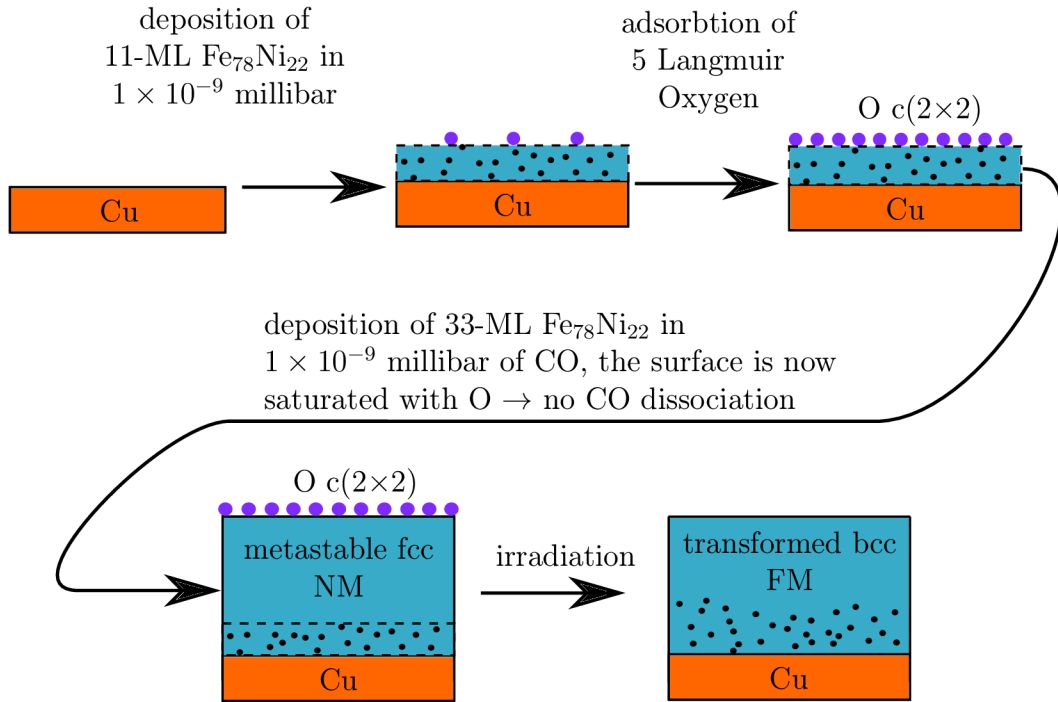 deposition of
11-ML Fe₇₈Ni₂₂ in
1 × 10⁻⁹ millibar
adsorbtion of
5 Langmuir
Oxygen
O c(2×2)
Cu
Cu
Cu
deposition of 33-ML Fe₇₈Ni₂₂ in
1 × 10⁻⁹ millibar of CO, the surface is now
saturated with O → no CO dissociation
O c(2×2)
metastable fcc
NM
Cu
irradiation
transformed bcc
FM
Cu